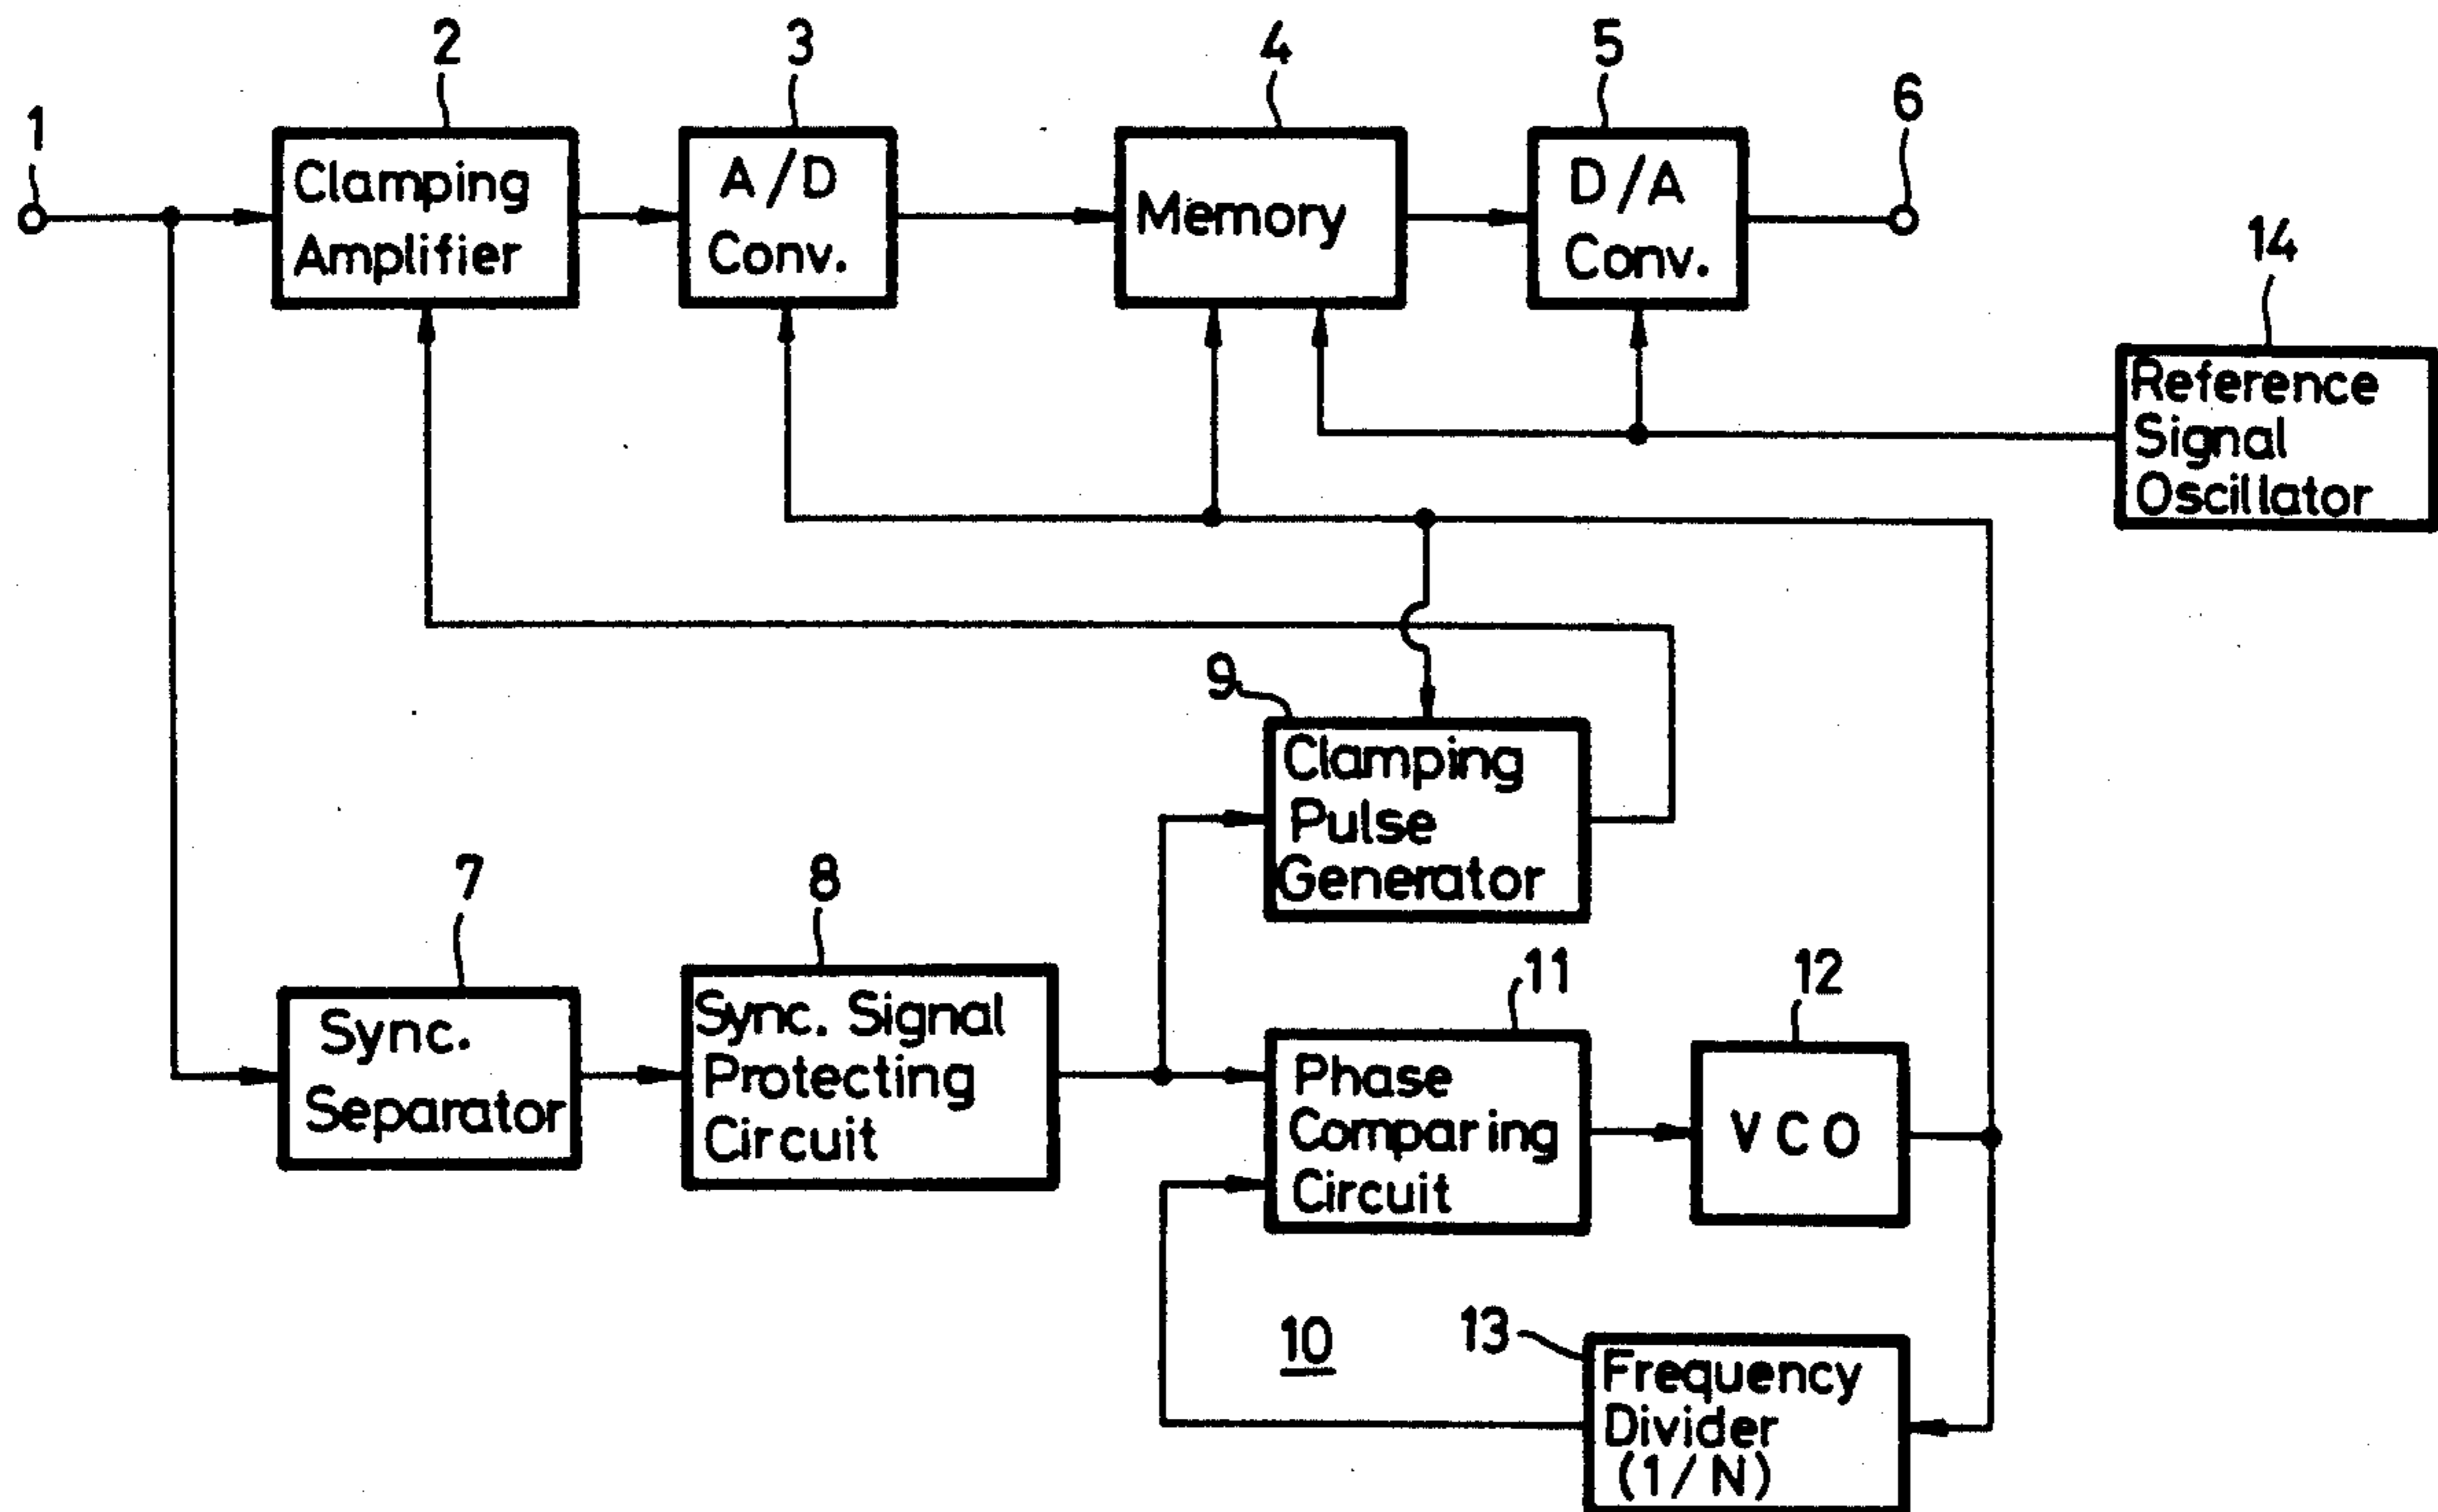 1
2
3
4
5
6
14
Clamping
Amplifier
A/D
Conv.
Memory
D/A
Conv.
Reference
Signal
Oscillator
9
Clamping
Pulse
Generator
7
8
11
12
Sync.
Separator
Sync. Signal
Protecting
Circuit
Phase
Comparing
Circuit
VCO
10
13
Frequency
Divider
(1/N)